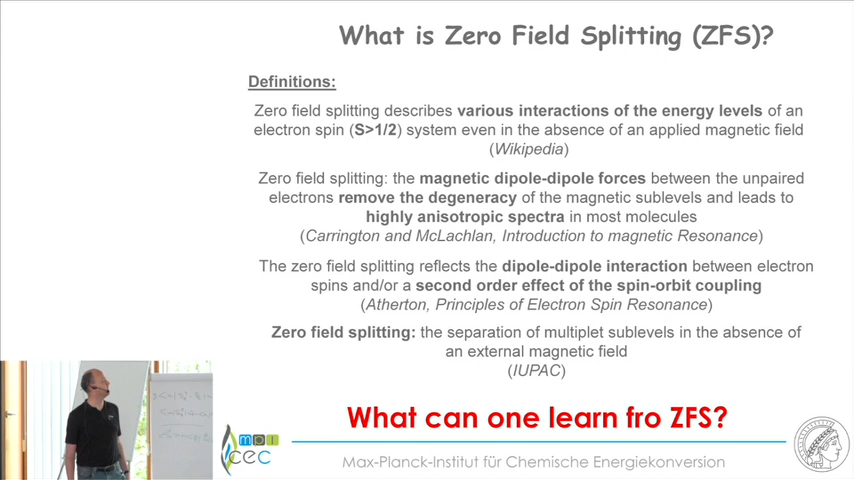 What is Zero Field Splitting (ZFS)?
Definitions:
Zero field splitting describes various interactions of the energy levels of an
electron spin (S>1/2) system even in the absence of an applied magnetic field
(Wikipedia)
Zero field splitting: the magnetic dipole-dipole forces between the unpaired
electrons remove the degeneracy of the magnetic sublevels and leads to
highly anisotropic spectra in most molecules
(Carrington and McLachlan, Introduction to magnetic Resonance)
The zero field splitting reflects the dipole-dipole interaction between electron
spins and/or a second order effect of the spin-orbit coupling
(Atherton, Principles of Electron Spin Resonance)
Zero field splitting: the separation of multiplet sublevels in the absence of
an external magnetic field
(IUPAC)
What can one learn fro ZFS?
mpi
cec
Max-Planck-Institut für Chemische Energiekonversion